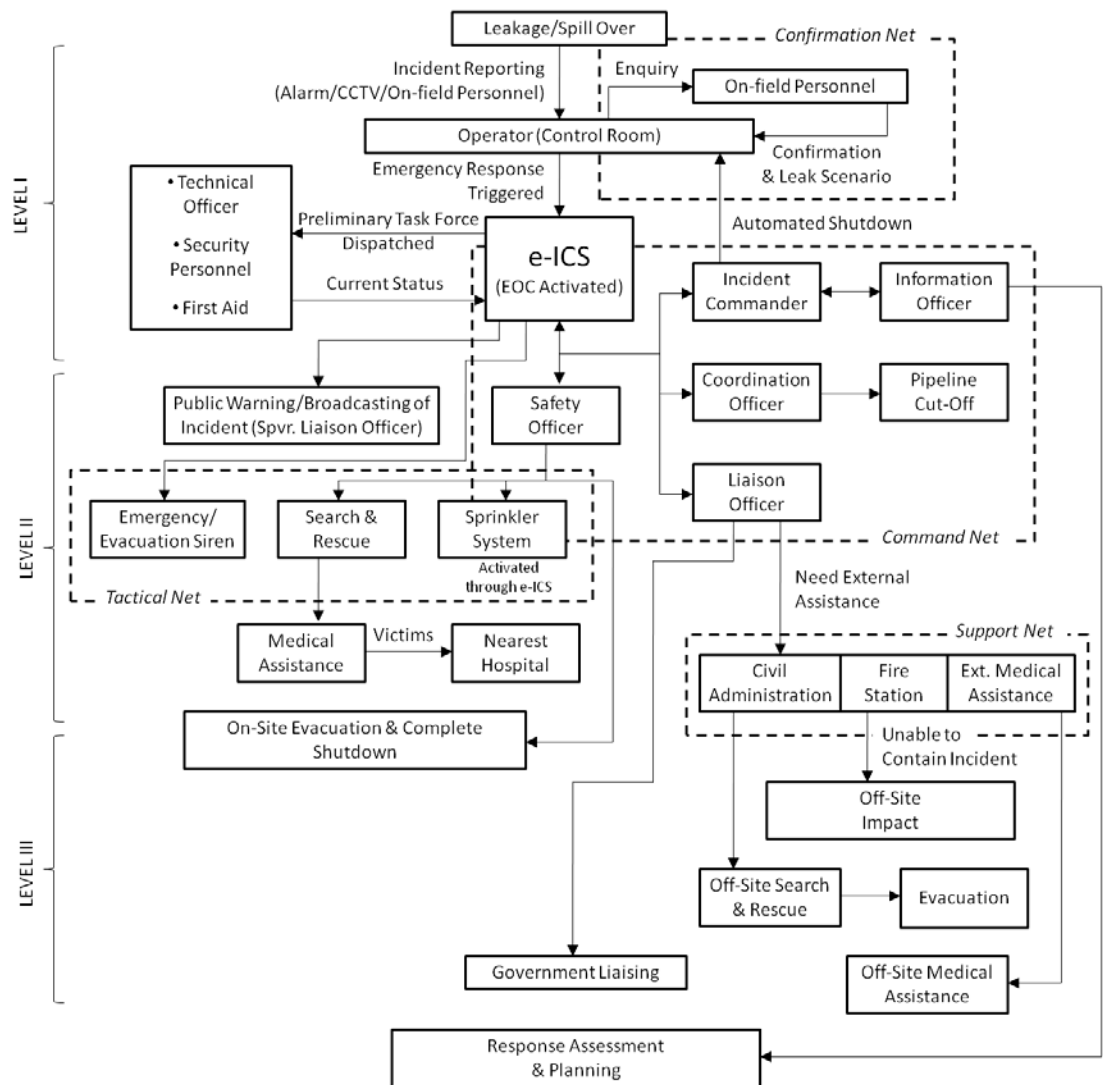 Leakage/Spill Over
Confirmation Net
Incident Reporting
(Alarm/CCTV/On-field Personnel)
Enquiry
On-field Personnel
Operator (Control Room)
Confirmation
& Leak Scenario
Emergency Response
Triggered
LEVEL I
• Technical
Officer
• Security
Personnel
• First Aid
Preliminary Task Force
Dispatched
Current Status
e-ICS
(EOC Activated)
Automated Shutdown
Incident
Commander
Information
Officer
Public Warning/Broadcasting of
Incident (Spvr. Liaison Officer)
Safety
Officer
Coordination
Officer
Pipeline
Cut-Off
LEVEL II
Liaison
Officer
Emergency/
Evacuation Siren
Search &
Rescue
Sprinkler
System
Activated
through e-ICS
Command Net
Tactical Net
Need External
Assistance
Medical
Assistance
Victims
Nearest
Hospital
Support Net
Civil
Administration
Fire
Station
Ext. Medical
Assistance
On-Site Evacuation & Complete
Shutdown
Unable to
Contain Incident
Off-Site
Impact
LEVEL III
Off-Site Search
& Rescue
Evacuation
Government Liaising
Off-Site Medical
Assistance
Response Assessment
& Planning